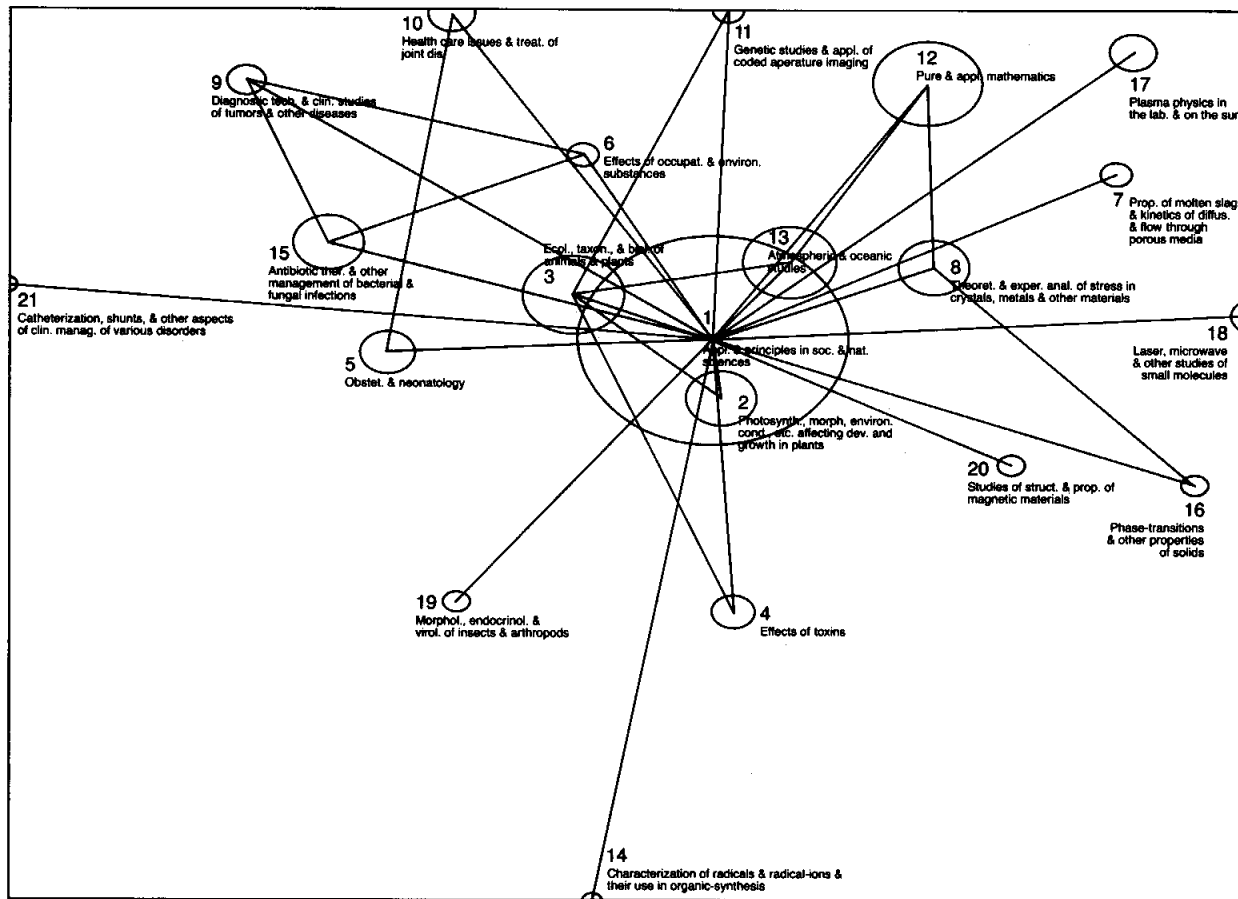 10
Health care issues & treat. of
joint dis.
11
Genetic studies & appl. of
coded aperature imaging
12
Pure & appl. mathematics
17
Plasma physics in
the lab. & on the sun
9
Diagnostic tech. & clin. studies
of tumors & other diseases
6
Effects of occupat. & environ.
substances
7
Prop. of molten slag
& kinetics of diffus.
& flow through
porous media
15
Antibiotic ther. & other
management of bacterial &
fungal infections
Ecol., taxon., & biol. of
animals & plants
3
13
Atmospheric & oceanic
studies
8
Theoret. & exper. anal. of stress in
crystals, metals & other materials
21
Catheterization, shunts, & other aspects
of clin. manag. of various disorders
1
Appl. & principles in soc. & nat.
sciences
18
Laser, microwave
& other studies of
small molecules
5
Obstet. & neonatology
2
Photosynth., morph, environ.
cond., etc. affecting dev. and
growth in plants
20
Studies of struct. & prop. of
magnetic materials
16
Phase-transitions
& other properties
of solids
19
Morphol., endocrinol. &
virol. of insects & arthropods
4
Effects of toxins
14
Characterization of radicals & radical-ions &
their use in organic-synthesis